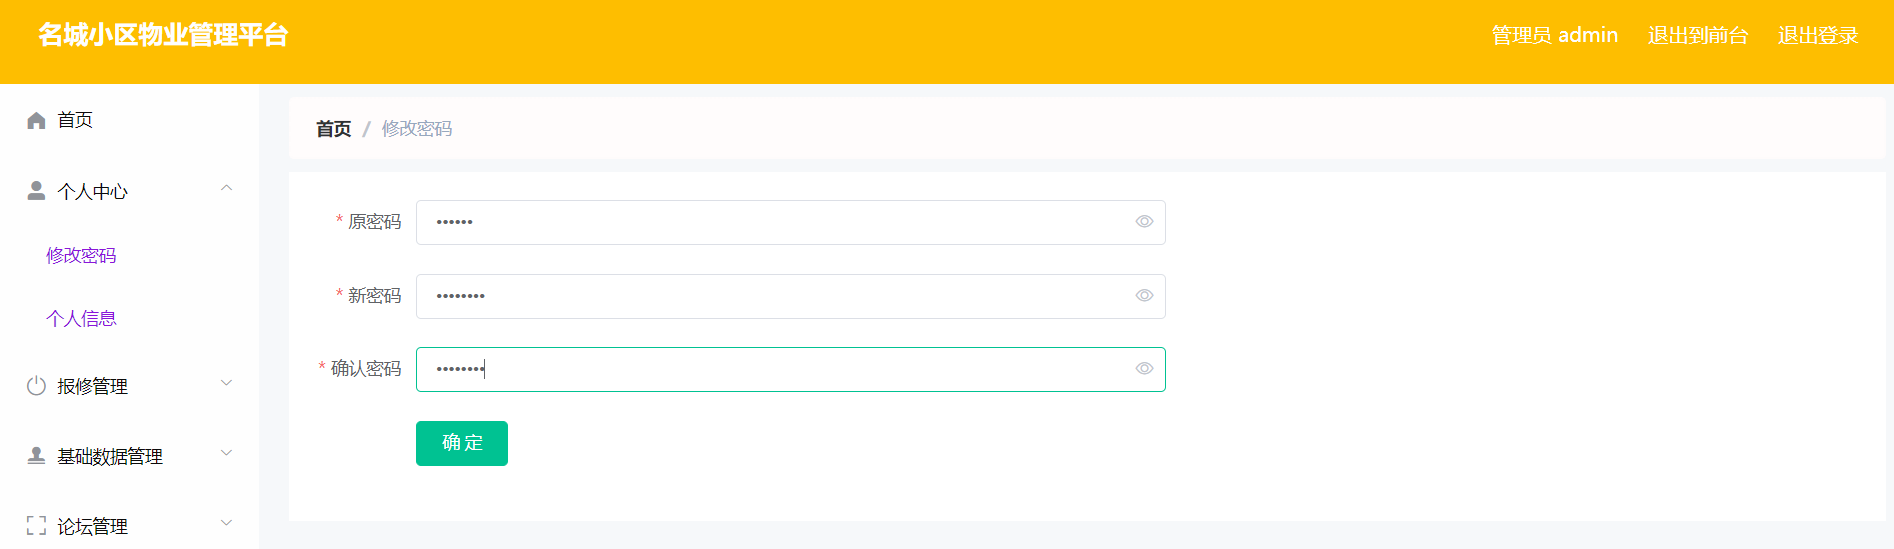 名城小区物业管理平台
管理员 admin 退出到前台 退出登录
首页
个人中心
修改密码
个人信息
报修管理
基础数据管理
论坛管理
首页 / 修改密码
* 原密码 ••••••
* 新密码 ••••••••
* 确认密码 ••••••••
确 定